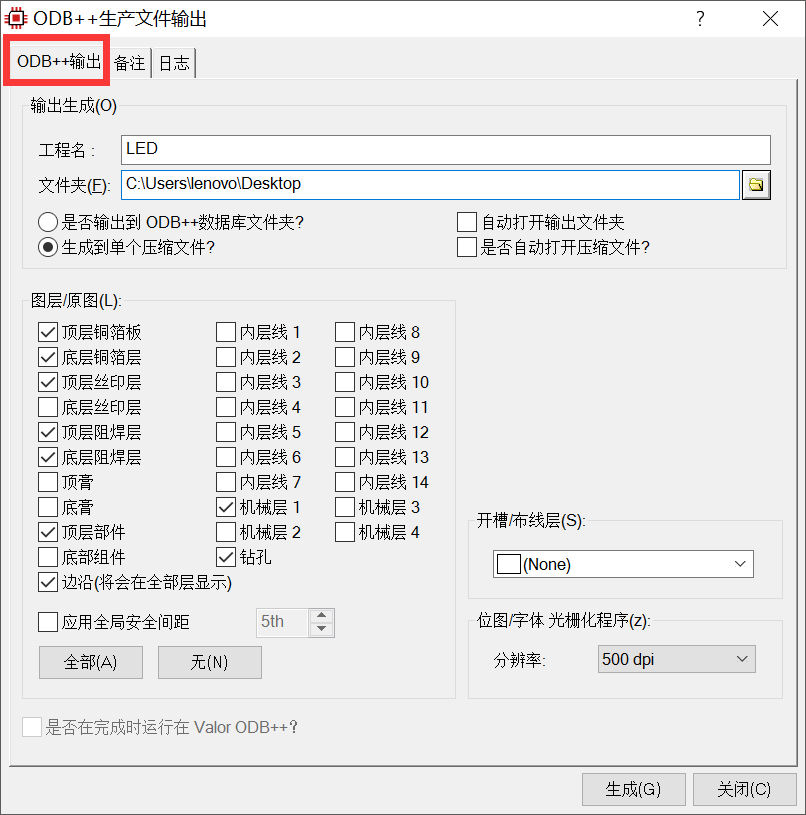 ODB++生产文件输出
ODB++输出 备注 日志
输出生成(O)
工程名 : LED
文件夹(F): C:\Users\lenovo\Desktop
是否输出到 ODB++数据库文件夹? 自动打开输出文件夹
生成到单个压缩文件? 是否自动打开压缩文件?
图层/原图(L):
顶层铜箔板 内层线 1 内层线 8
底层铜箔层 内层线 2 内层线 9
顶层丝印层 内层线 3 内层线 10
底层丝印层 内层线 4 内层线 11
顶层阻焊层 内层线 5 内层线 12
底层阻焊层 内层线 6 内层线 13
顶膏 内层线 7 内层线 14
底膏 机械层 1 机械层 3
顶层部件 机械层 2 机械层 4
底部组件 钻孔
边沿(将会在全部层显示)
应用全局安全间距 5th
全部(A) 无(N)
开槽/布线层(S):
(None)
位图/字体 光栅化程序(z):
分辨率: 500 dpi
是否在完成时运行在 Valor ODB++?
生成(G) 关闭(C)